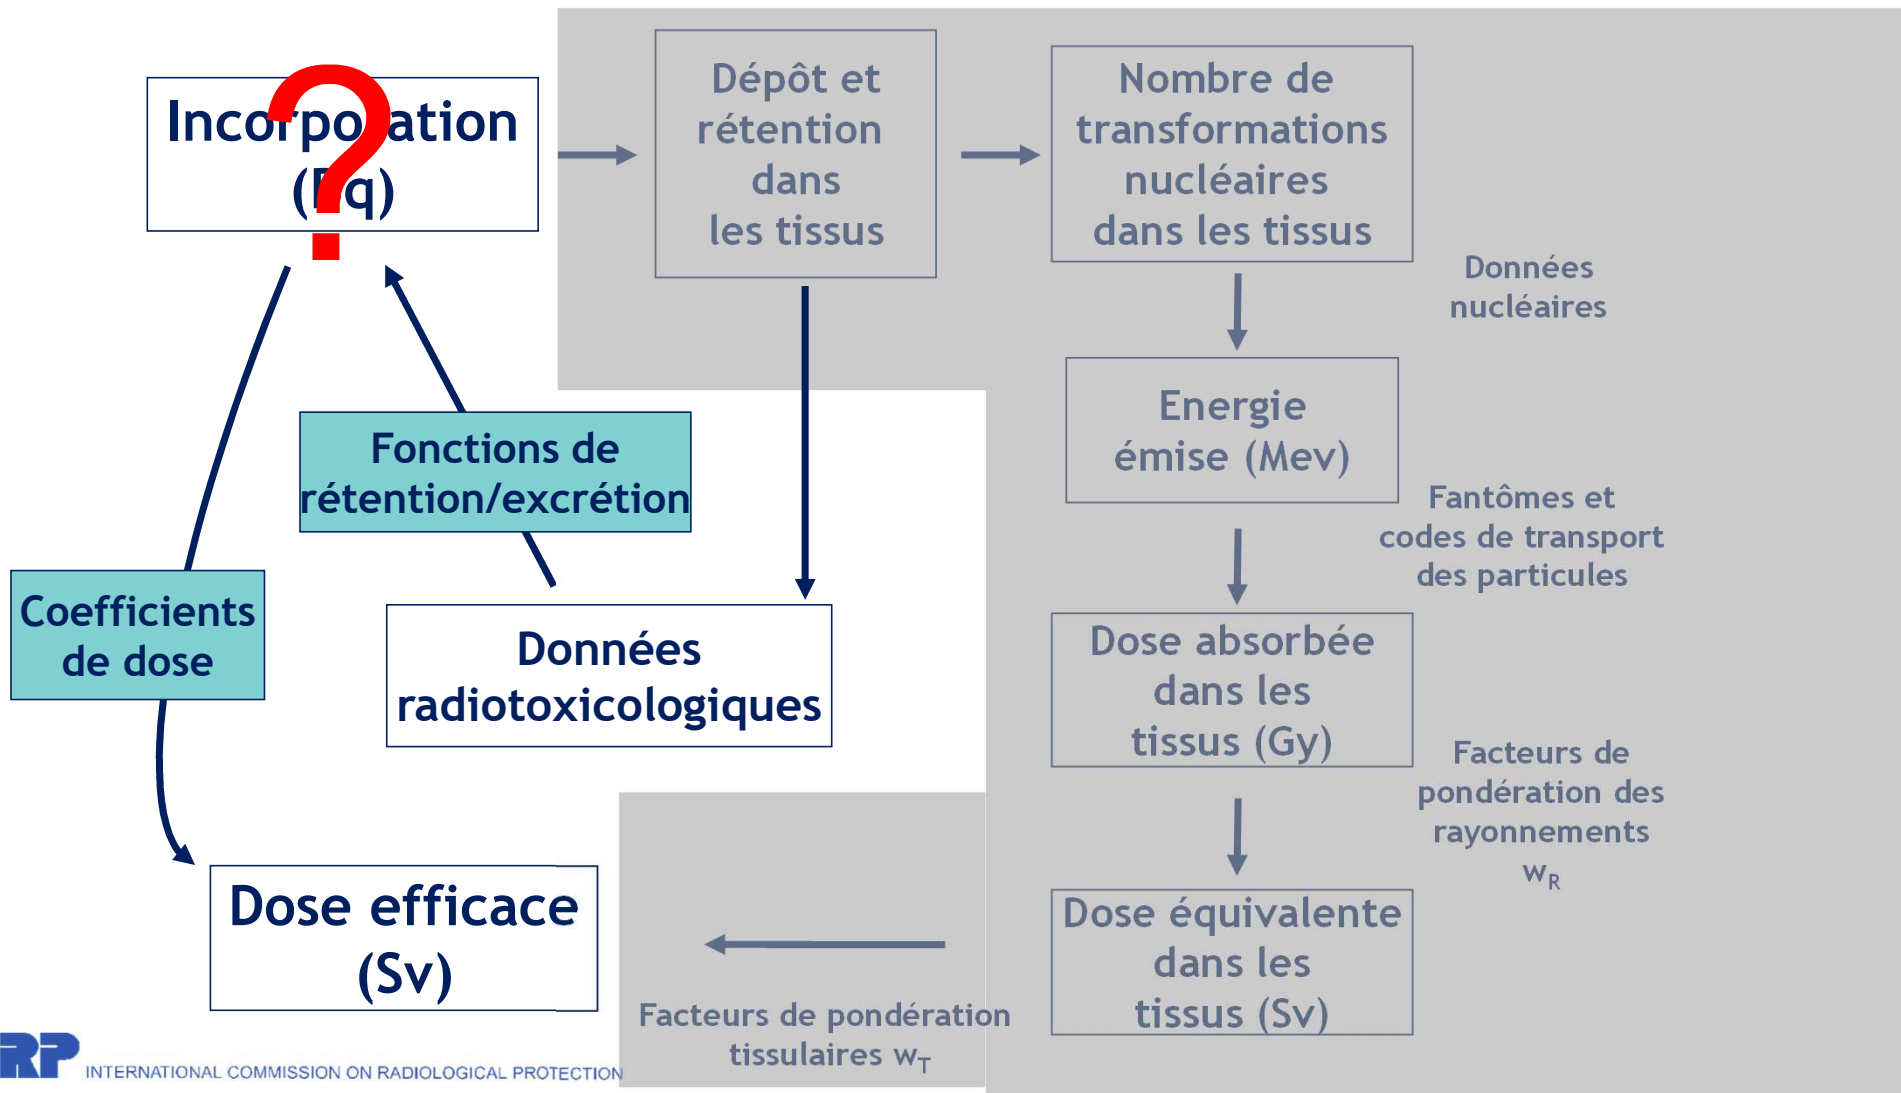 Incorporation
(Bq)
?
Dépôt et
rétention
dans
les tissus
Nombre de
transformations
nucléaires
dans les tissus
Données
nucléaires
Energie
émise (Mev)
Fantômes et
codes de transport
des particules
Fonctions de
rétention/excrétion
Coefficients
de dose
Données
radiotoxicologiques
Dose absorbée
dans les
tissus (Gy)
Facteurs de
pondération des
rayonnements
wR
Dose équivalente
dans les
tissus (Sv)
Dose efficace
(Sv)
Facteurs de pondération
tissulaires wT
RP
INTERNATIONAL COMMISSION ON RADIOLOGICAL PROTECTION